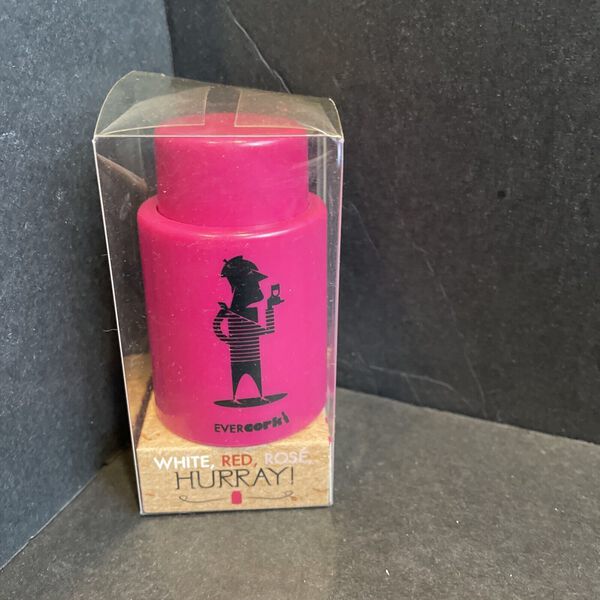 EVERcork!
WHITE, RED, ROSÉ,
HURRAY!